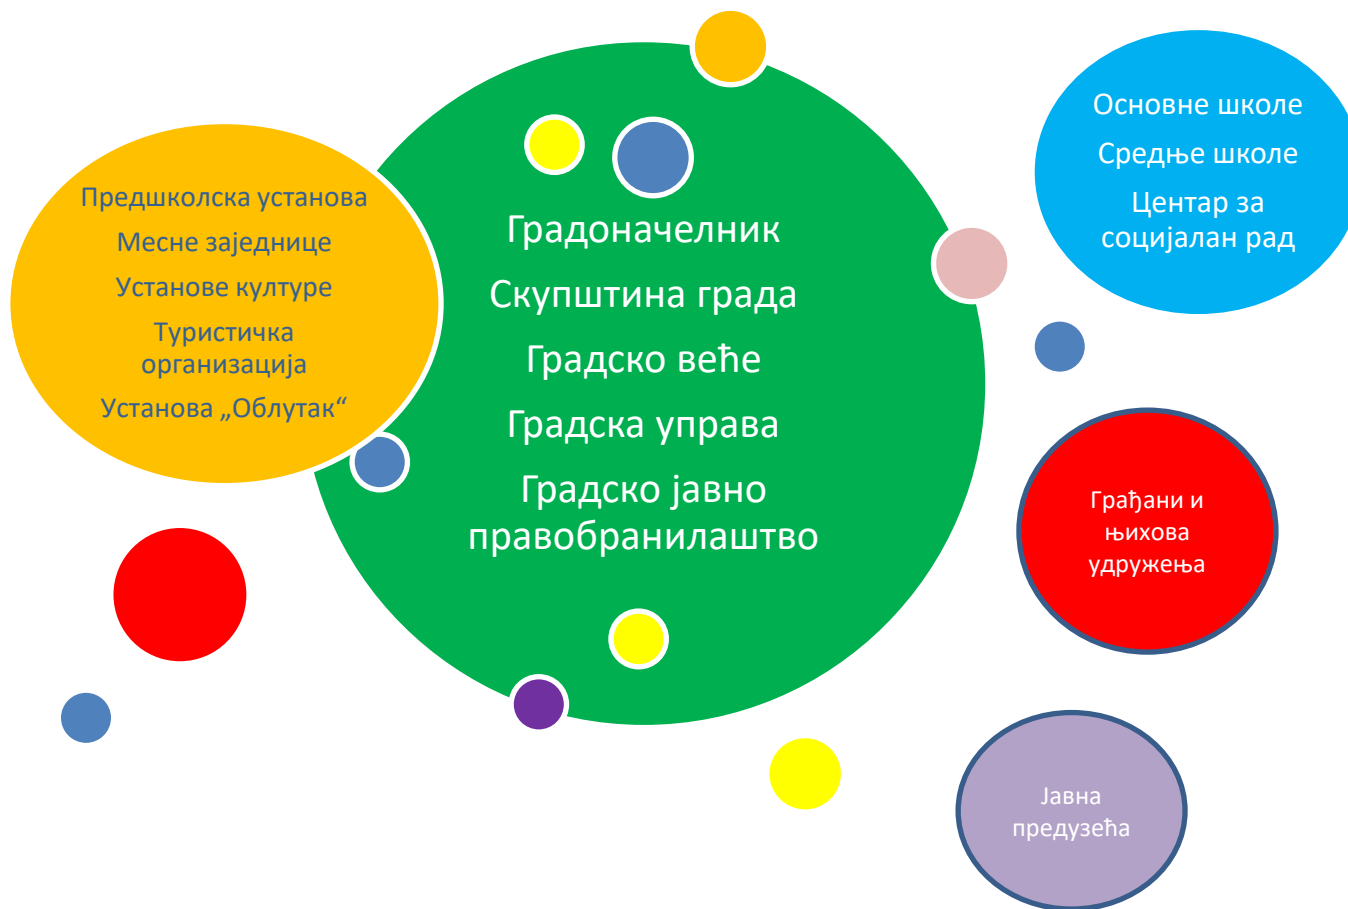 Предшколска установа
Месне заједнице
Установе културе
Туристичка
организација
Установа „Облутак“
Градоначелник
Скупштина града
Градско веће
Градска управа
Градско јавно
правобранилаштво
Основне школе
Средње школе
Центар за
социјалан рад
Грађани и
њихова
удружења
Јавна
предузећа